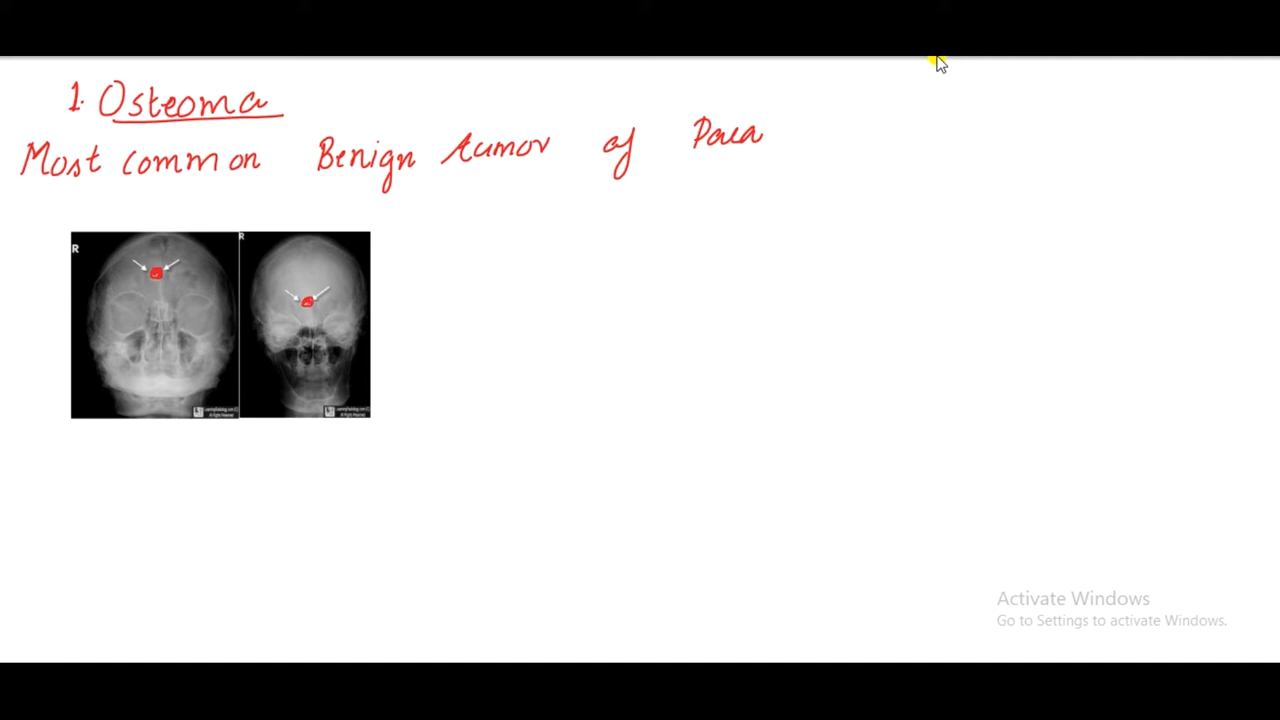 1. Osteoma
Most common Benign tumor of Para
R
R
Activate Windows
Go to Settings to activate Windows.